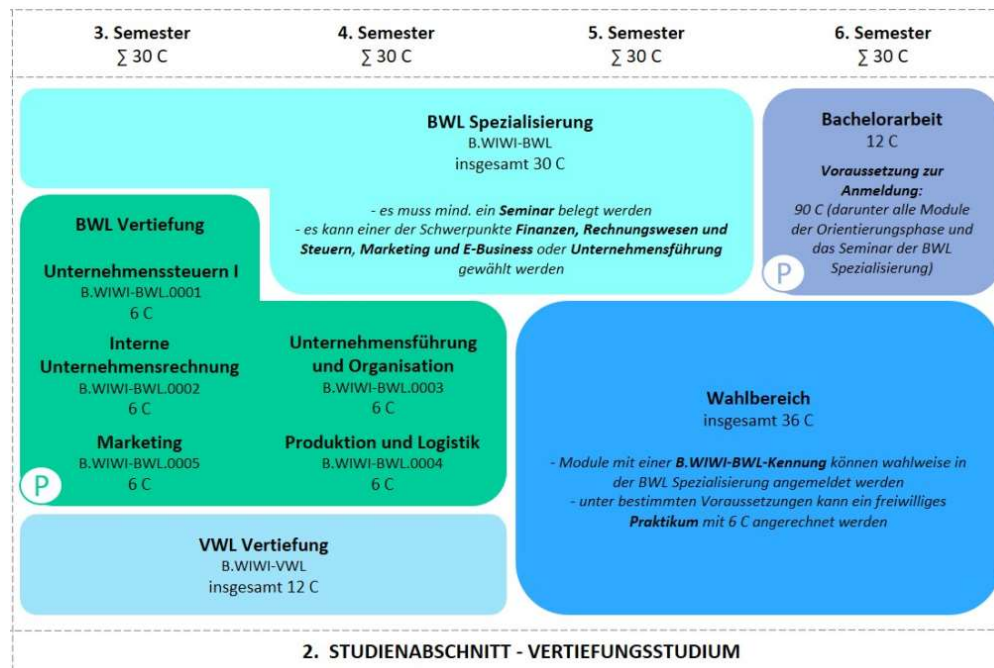 3. Semester
∑ 30 C
4. Semester
∑ 30 C
5. Semester
∑ 30 C
6. Semester
∑ 30 C
BWL Spezialisierung
B.WIWI-BWL
insgesamt 30 C
- es muss mind. ein Seminar belegt werden
- es kann einer der Schwerpunkte Finanzen, Rechnungswesen und
Steuern, Marketing und E-Business oder Unternehmensführung
gewählt werden
Bachelorarbeit
12 C
Voraussetzung zur
Anmeldung:
90 C (darunter alle Module
der Orientierungsphase und
das Seminar der BWL
Spezialisierung)
P
BWL Vertiefung
Unternehmenssteuern I
B.WIWI-BWL.0001
6 C
Interne
Unternehmensrechnung
B.WIWI-BWL.0002
6 C
Marketing
B.WIWI-BWL.0005
6 C
Unternehmensführung
und Organisation
B.WIWI-BWL.0003
6 C
Produktion und Logistik
B.WIWI-BWL.0004
6 C
P
Wahlbereich
insgesamt 36 C
- Module mit einer B.WIWI-BWL-Kennung können wahlweise in
der BWL Spezialisierung angemeldet werden
- unter bestimmten Voraussetzungen kann ein freiwilliges
Praktikum mit 6 C angerechnet werden
VWL Vertiefung
B.WIWI-VWL
insgesamt 12 C
2. STUDIENABSCHNITT - VERTIEFUNGSSTUDIUM